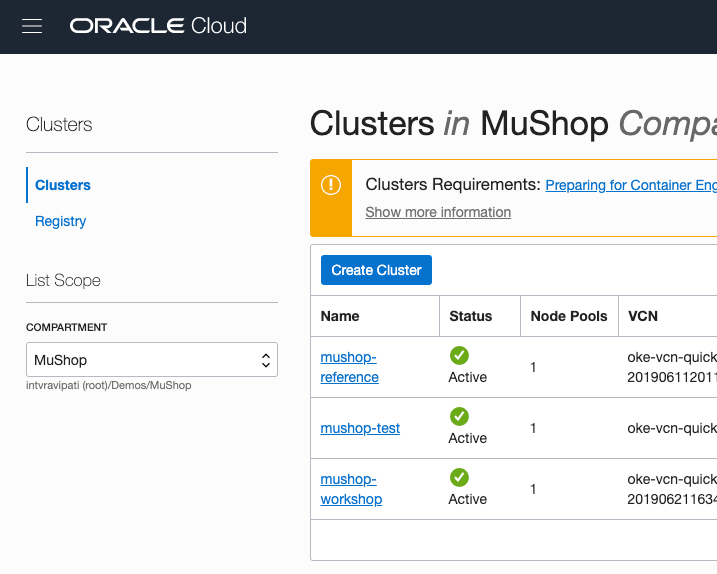 ORACLE Cloud
Clusters
Clusters
Registry
List Scope
COMPARTMENT
MuShop
intvravipati (root)/Demos/MuShop
Clusters in MuShop Compa
Clusters Requirements: Preparing for Container Eng
Show more information
Create Cluster
Name Status Node Pools VCN
mushop-
reference
Active
1
oke-vcn-quick
201906112011
mushop-test
Active
1
oke-vcn-quick
mushop-
workshop
Active
1
oke-vcn-quick
201906211634